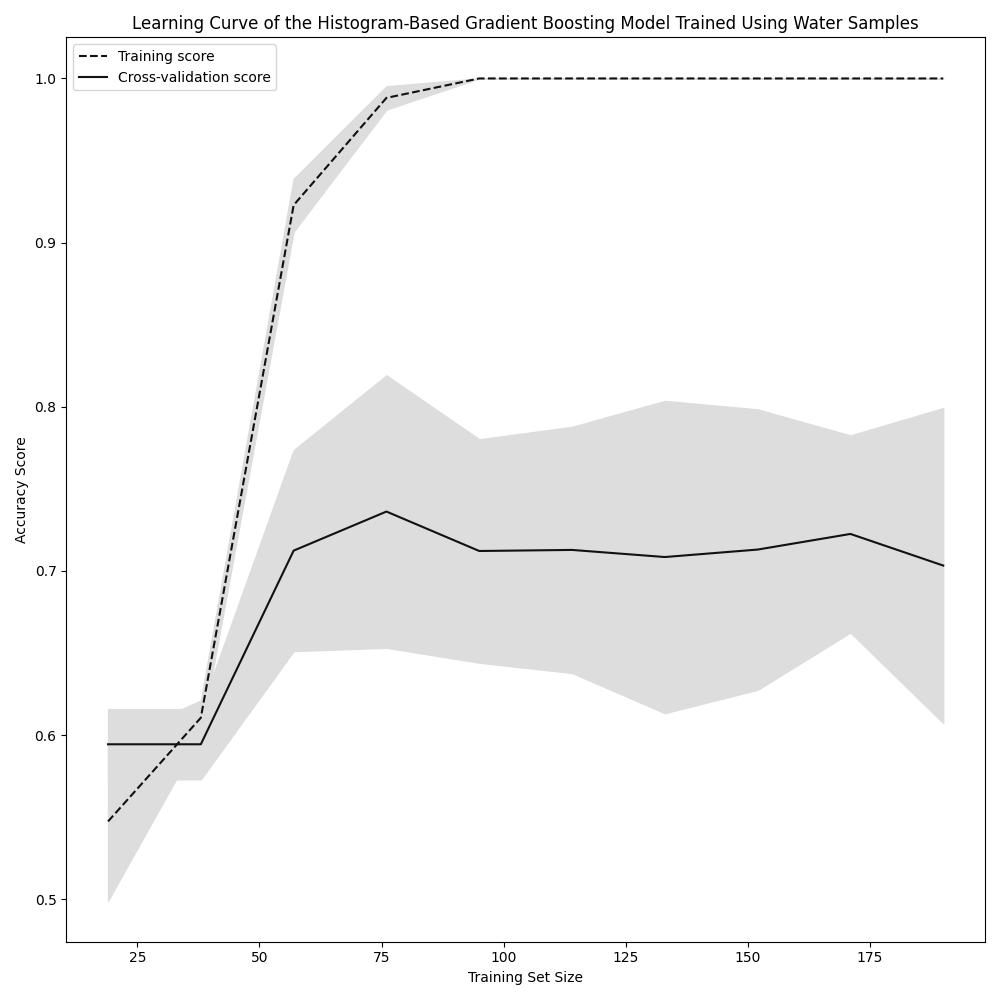 Learning Curve of the Histogram-Based Gradient Boosting Model Trained Using Water Samples
Training score
Cross-validation score
1.0
0.9
0.8
0.7
0.6
0.5
Accuracy Score
25 50 75 100 125 150 175
Training Set Size